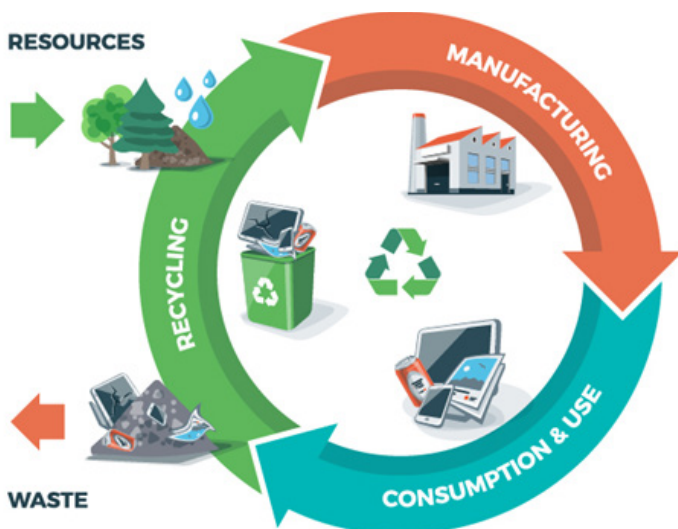 RESOURCES
MANUFACTURING
RECYCLING
CONSUMPTION & USE
WASTE